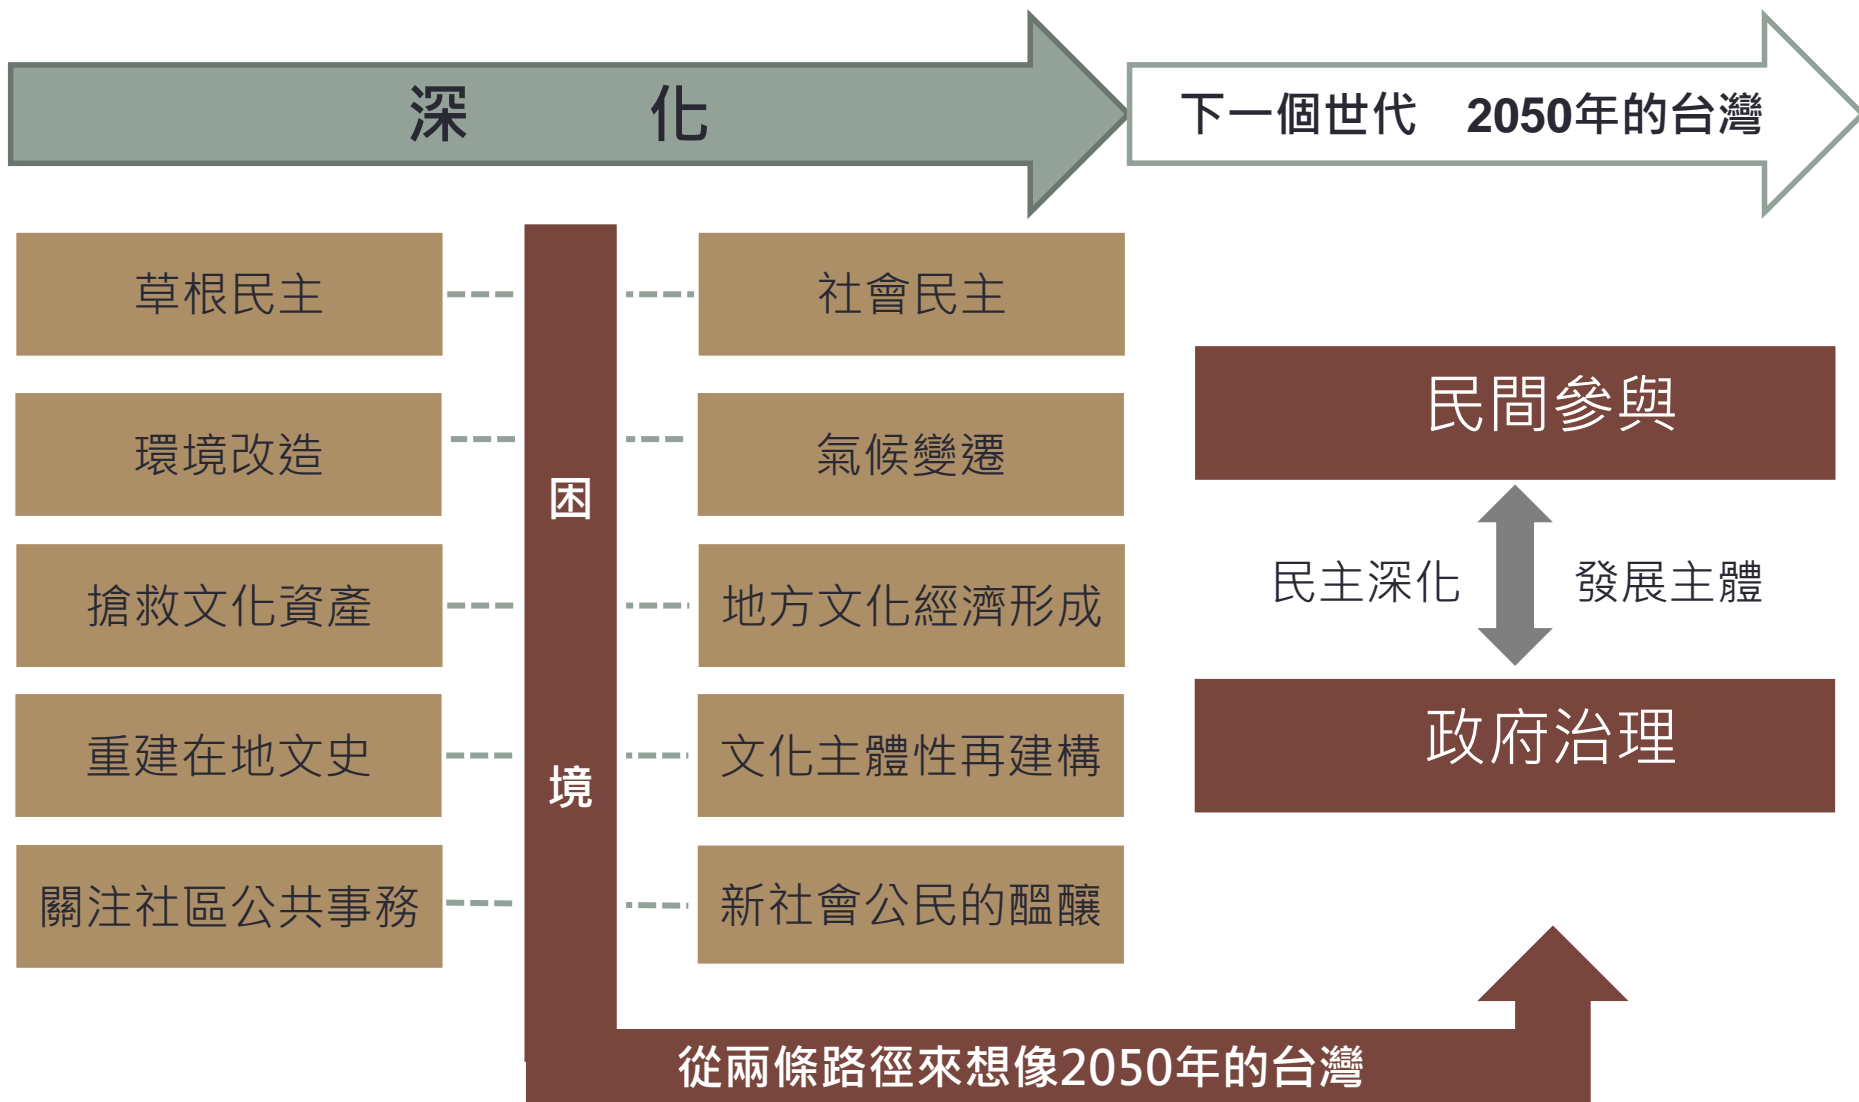 深　　化
下一個世代　2050年的台灣
草根民主
社會民主
環境改造
氣候變遷
搶救文化資產
地方文化經濟形成
重建在地文史
文化主體性再建構
關注社區公共事務
新社會公民的醞釀
困
境
民間參與
民主深化
發展主體
政府治理
從兩條路徑來想像2050年的台灣